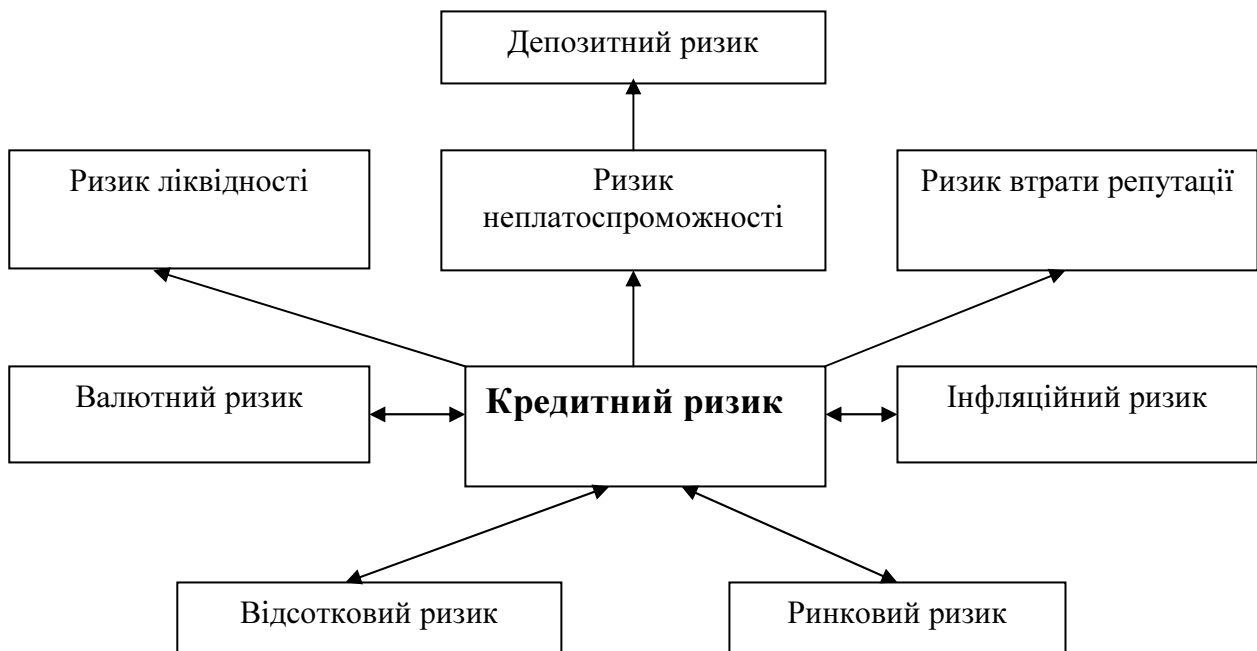 Депозитний ризик
Ризик ліквідності
Ризик
неплатоспроможності
Ризик втрати репутації
Валютний ризик
Кредитний ризик
Інфляційний ризик
Відсотковий ризик
Ринковий ризик